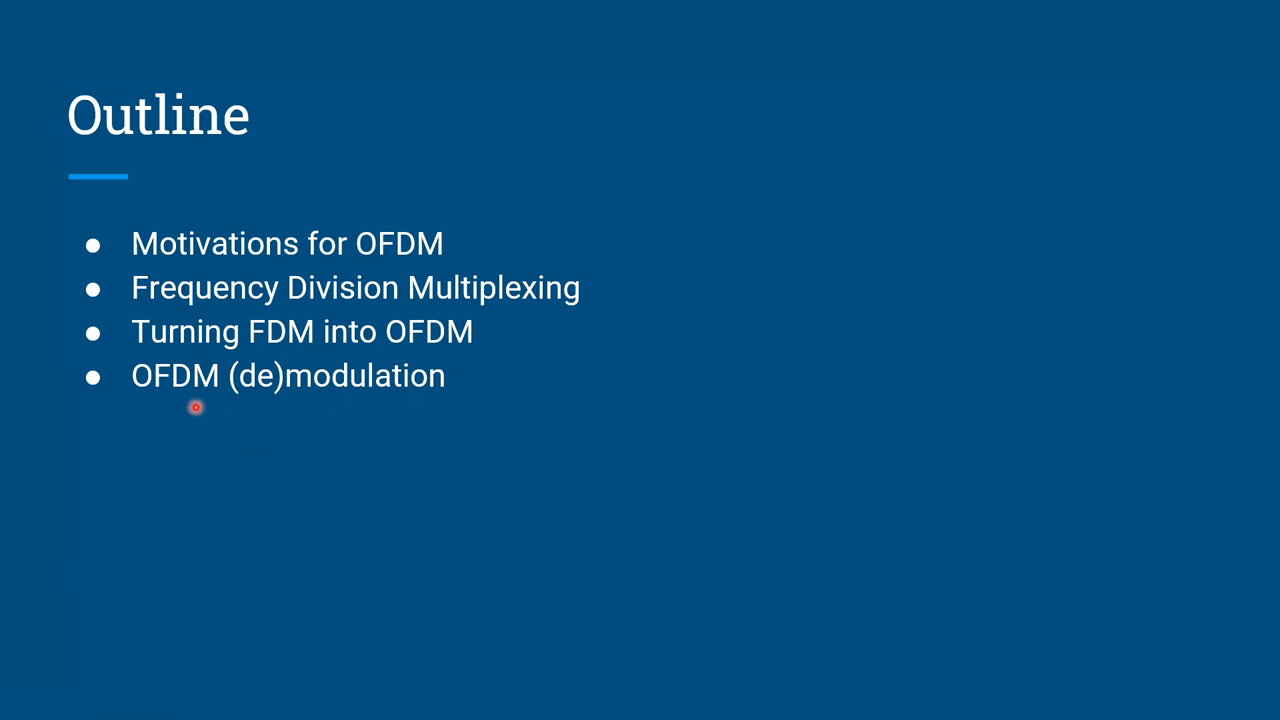 Outline
● Motivations for OFDM
● Frequency Division Multiplexing
● Turning FDM into OFDM
● OFDM (de)modulation